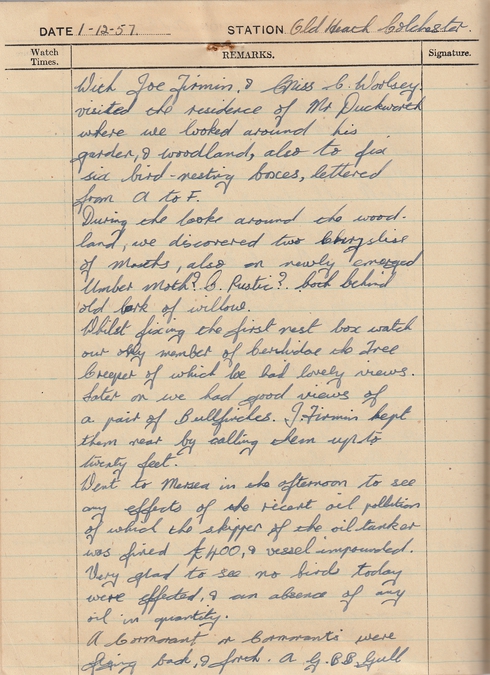 DATE 1-12-57. STATION Old Heath Colchester.
Watch Times. REMARKS. Signature.
With Joe Firmin, & Miss C. Woolsey.
visited the residence of Mr Duckworth
where we looked around his
garden, & woodland, also to fix
six bird-nesting boxes, lettered
from A to F.
During the looke around the wood-
land, we discovered two
of Mouths, also on newly emerged
Umber Moth? C. Rustic? both behind
old bark of willow.
Whilst fixing the first nest box watch
our only member of Certhidae the Tree
Creeper of which we had lovely views.
Later on we had good views of
a pair of Bullfinches. J. Firmin kept
them near by calling them up to
twenty feet.
Went to Mersea in the afternoon to see
any effects of the recent oil pollution
of which the skipper of the oil tanker
was fined £400, & vessel impounded.
Very glad to see no birds today
were effected, & an absence of any
oil in quantity.
A Cormorant or Cormorants were
flying back, & forth. A G.B.B. Gull